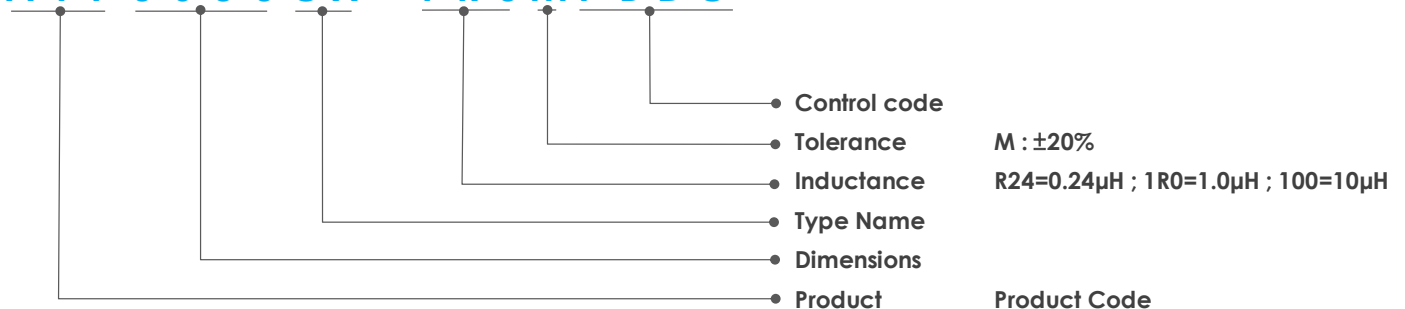 Control code
Tolerance M : ±20%
Inductance R24=0.24μH ; 1R0=1.0μH ; 100=10μH
Type Name
Dimensions
Product Product Code